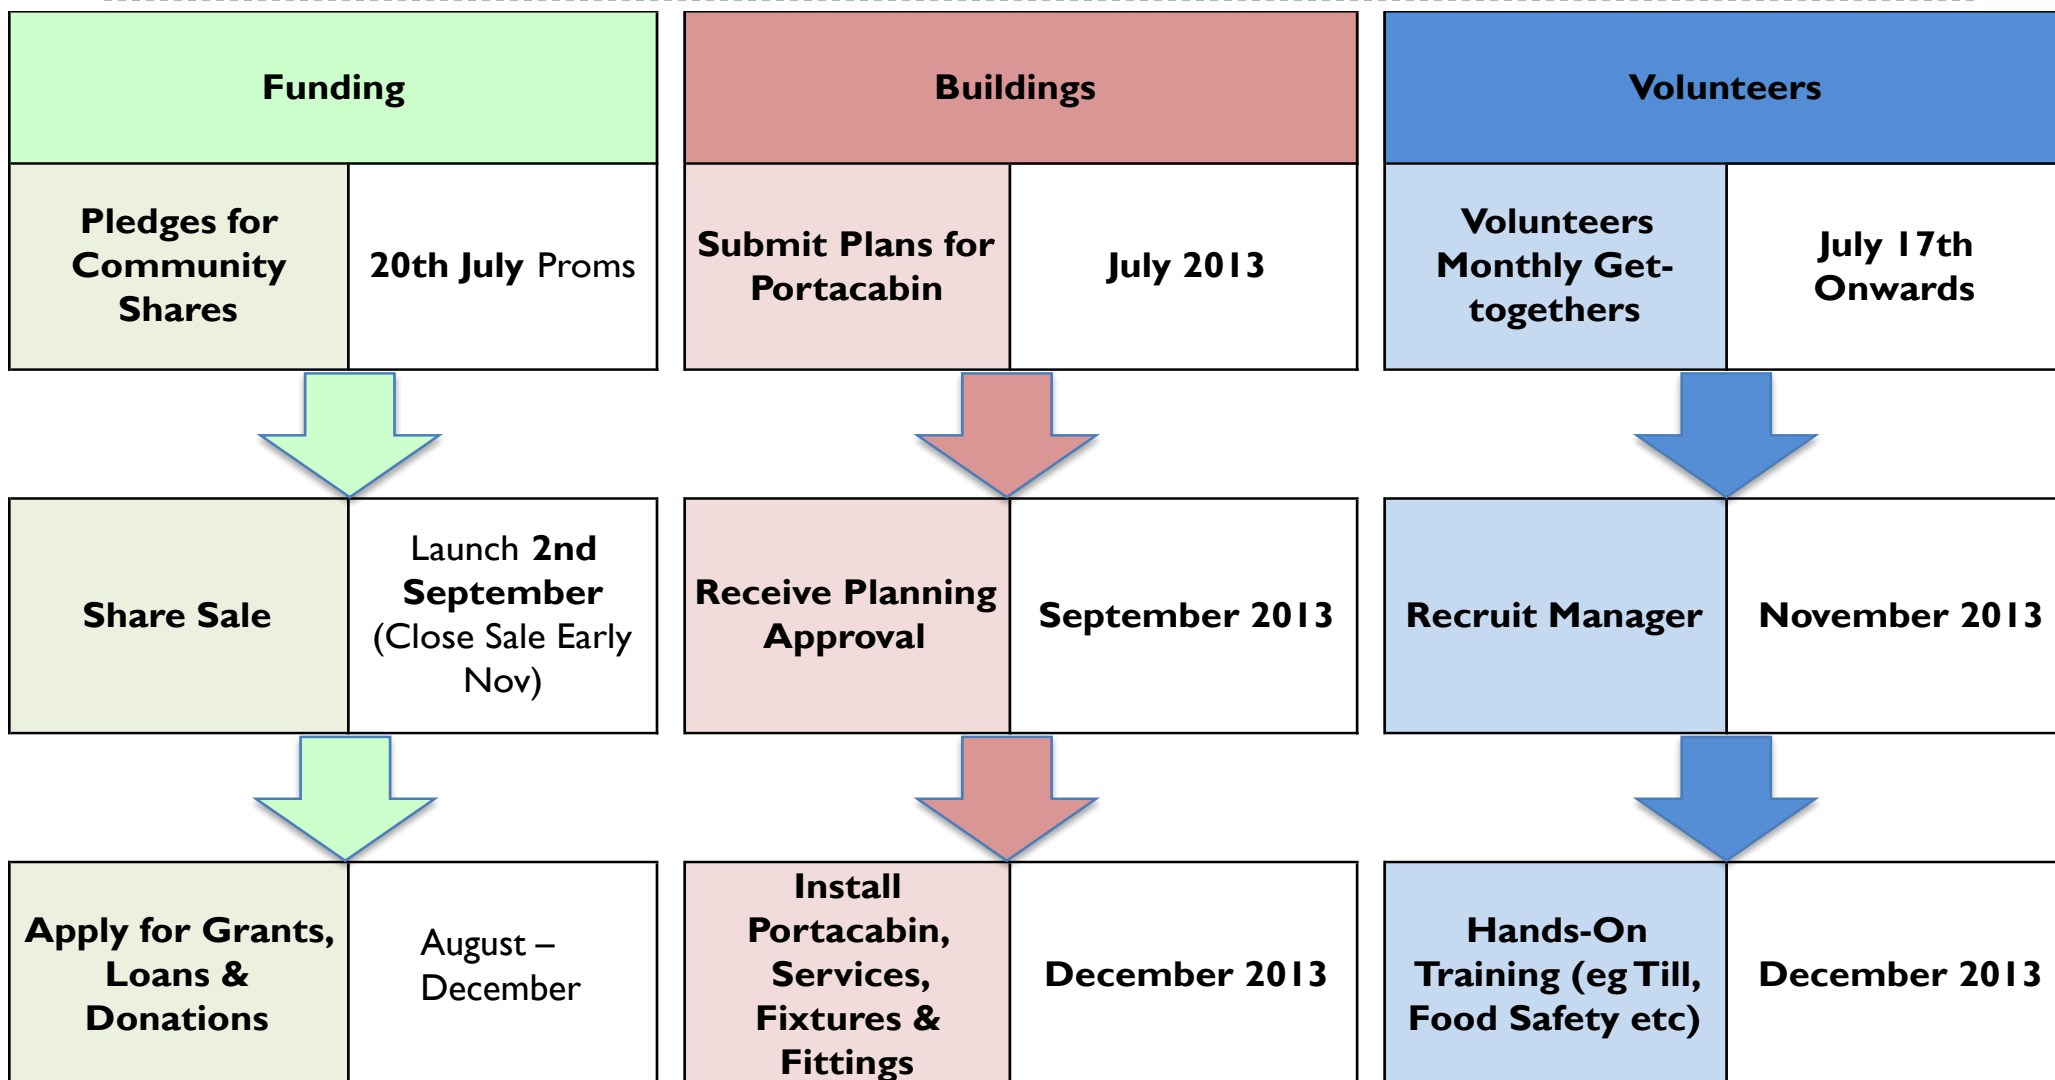 Funding
Pledges for
Community
Shares
20th July Proms
Share Sale
Launch 2nd
September
(Close Sale Early
Nov)
Apply for Grants,
Loans &
Donations
August –
December
Buildings
Submit Plans for
Portacabin
July 2013
Receive Planning
Approval
September 2013
Install
Portacabin,
Services,
Fixtures &
Fittings
December 2013
Volunteers
Volunteers
Monthly Get-
togethers
July 17th
Onwards
Recruit Manager
November 2013
Hands-On
Training (eg Till,
Food Safety etc)
December 2013